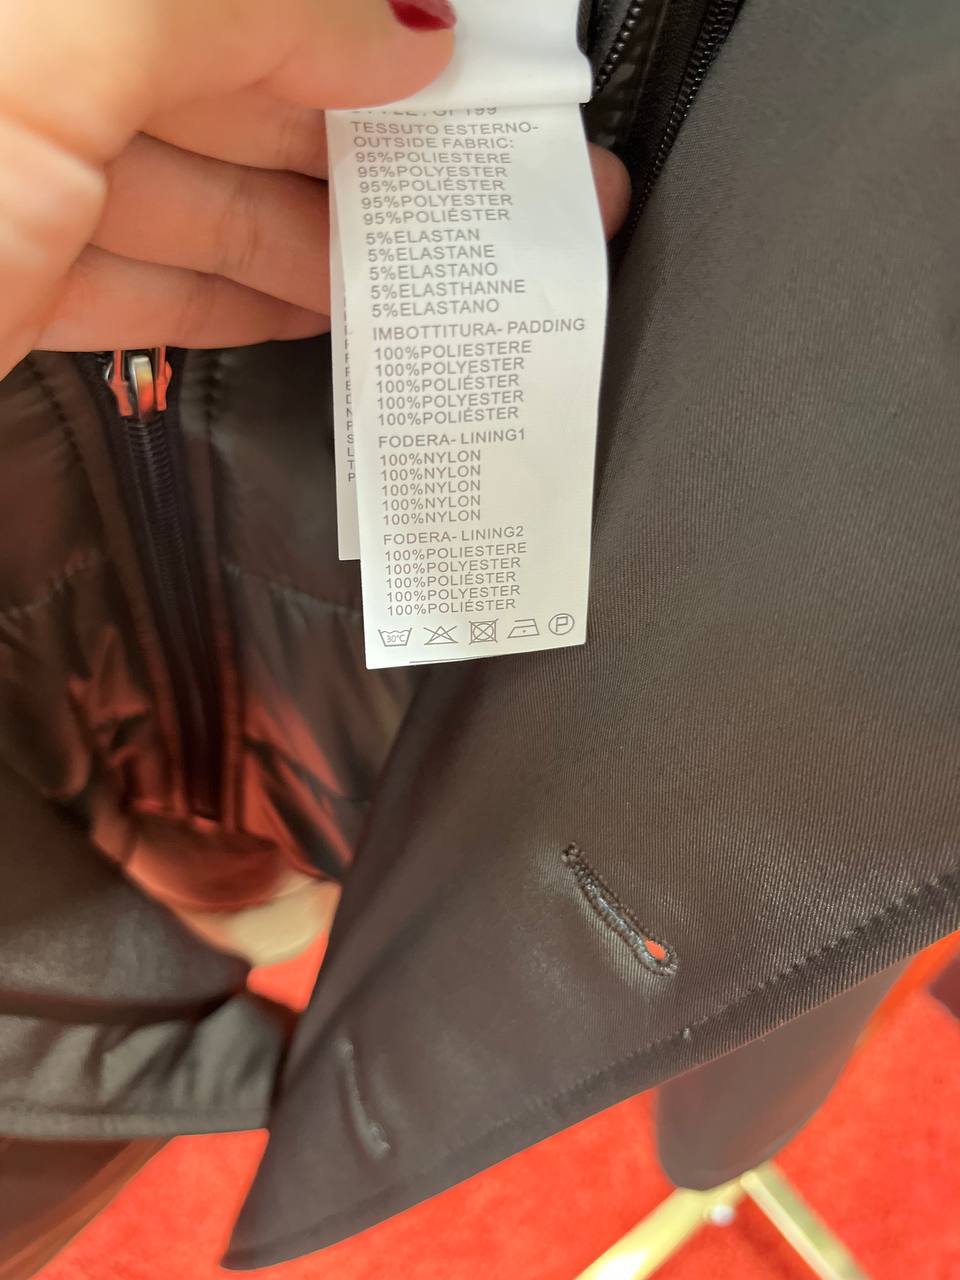 TESSUTO ESTERNO-
OUTSIDE FABRIC:
95%POLIESTERE
95%POLYESTER
95%POLIÉSTER
95%POLYESTER
95%POLIÉSTER
5%ELASTAN
5%ELASTANE
5%ELASTANO
5%ELASTHANNE
5%ELASTANO
IMBOTTITURA- PADDING
100%POLIESTERE
100%POLYESTER
100%POLIÉSTER
100%POLYESTER
100%POLIÉSTER
FODERA- LINING1
100%NYLON
100%NYLON
100%NYLON
100%NYLON
100%NYLON
FODERA- LINING2
100%POLIESTERE
100%POLYESTER
100%POLIÉSTER
100%POLYESTER
100%POLIÉSTER
30°C P